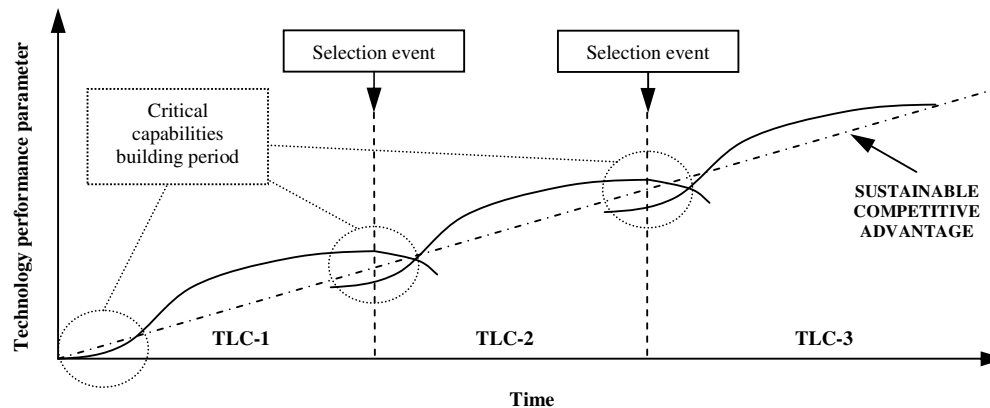 Technology performance parameter
Selection event
Selection event
Critical
capabilities
building period
SUSTAINABLE
COMPETITIVE
ADVANTAGE
TLC-1
TLC-2
TLC-3
Time